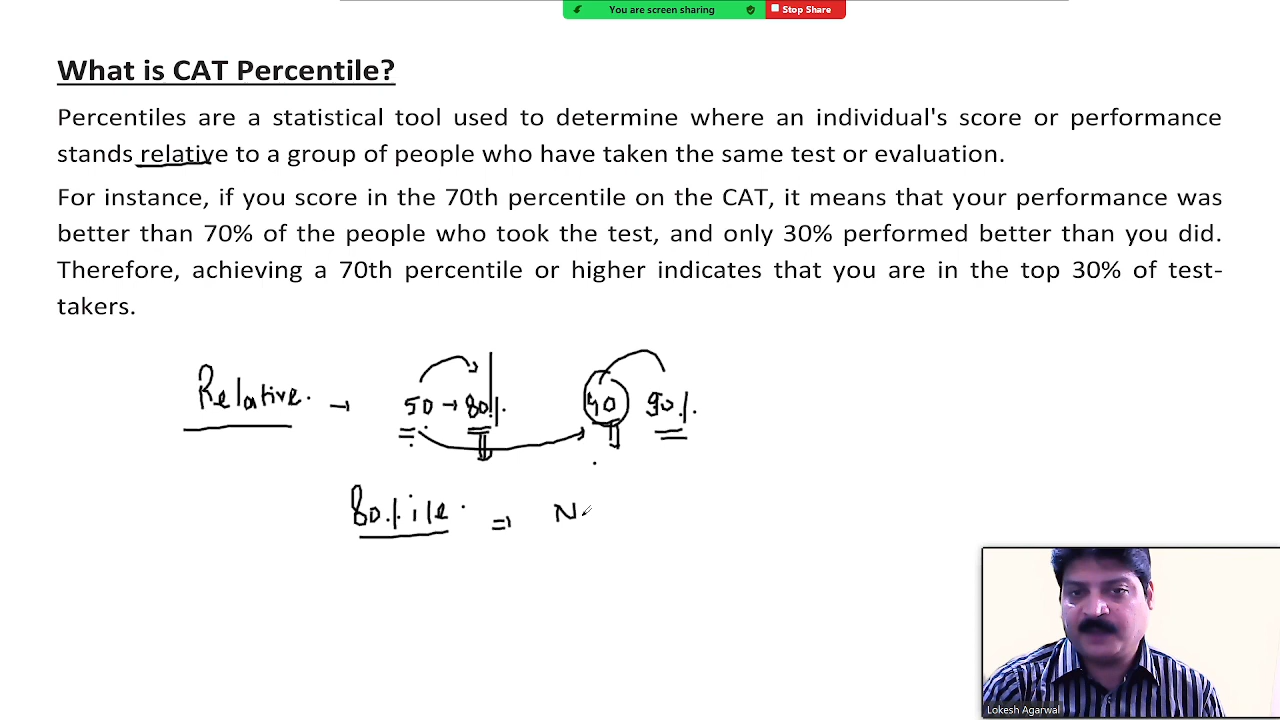 You are screen sharing
Stop Share
What is CAT Percentile?
Percentiles are a statistical tool used to determine where an individual's score or performance
stands relative to a group of people who have taken the same test or evaluation.
For instance, if you score in the 70th percentile on the CAT, it means that your performance was
better than 70% of the people who took the test, and only 30% performed better than you did.
Therefore, achieving a 70th percentile or higher indicates that you are in the top 30% of test-
takers.
Relative. → 50 → 80%. 40 90%.
80%ile. ⇒ N
Lokesh Agarwal